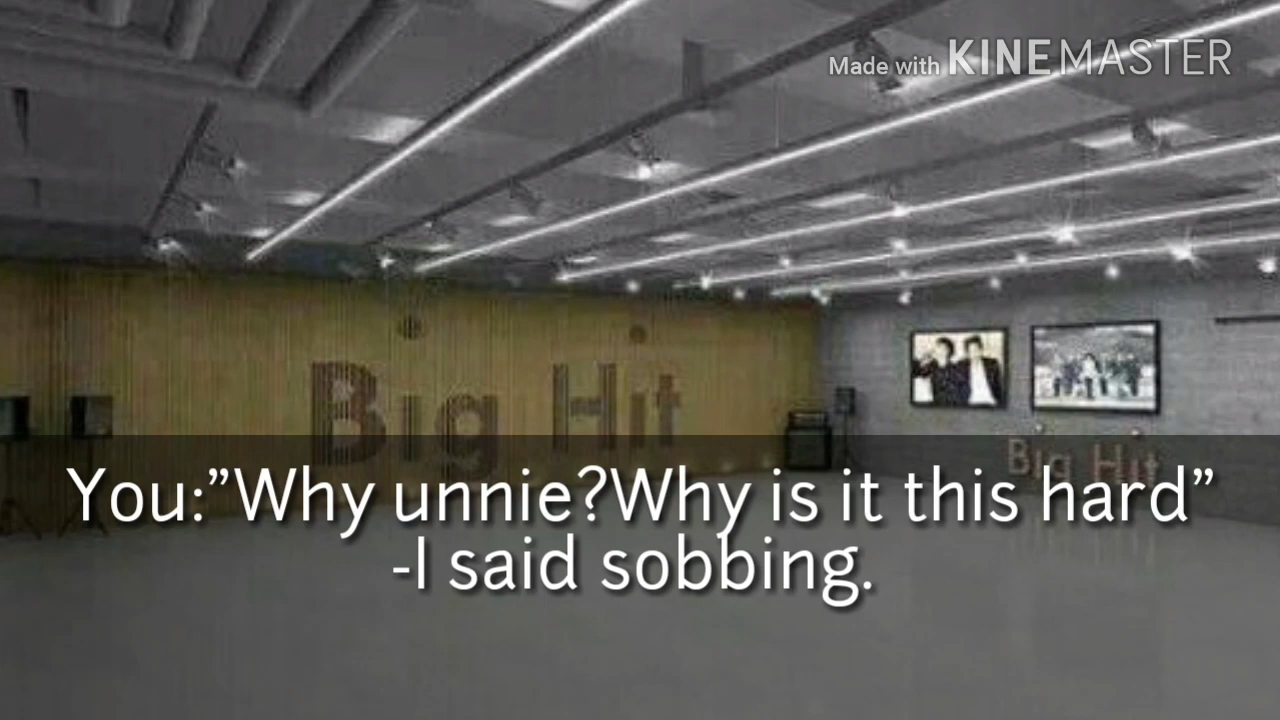 Made with KINEMASTER
Big Hit
Big Hit
You:”Why unnie?Why is it this hard”
-I said sobbing.